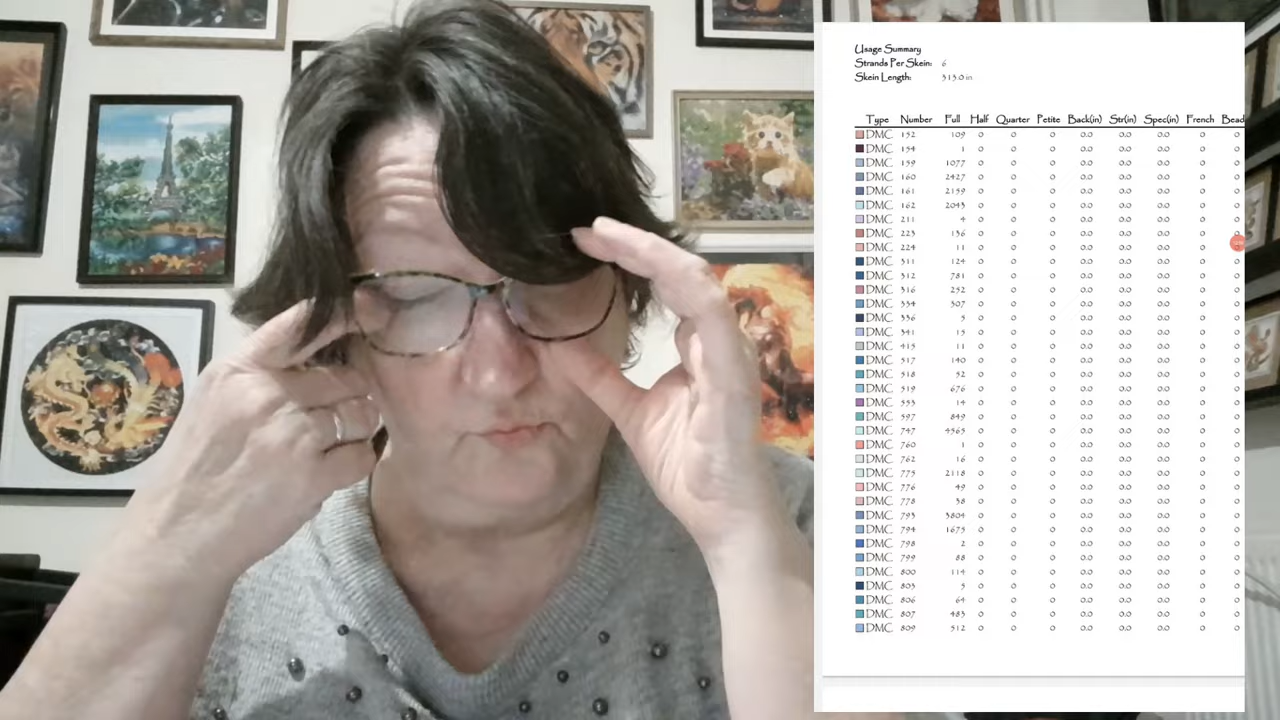 Usage Summary
Strands Per Skein: 6
Skein Length: 313.0 in
Type Number Full Half Quarter Petite Back(in) Str(in) Spec(in) French Bead
DMC 152 109 0 0 0 0.0 0.0 0.0 0 0
DMC 154 1 0 0 0 0.0 0.0 0.0 0 0
DMC 159 1077 0 0 0 0.0 0.0 0.0 0 0
DMC 160 2427 0 0 0 0.0 0.0 0.0 0 0
DMC 161 2159 0 0 0 0.0 0.0 0.0 0 0
DMC 162 2043 0 0 0 0.0 0.0 0.0 0 0
DMC 211 4 0 0 0 0.0 0.0 0.0 0 0
DMC 223 136 0 0 0 0.0 0.0 0.0 0 0
DMC 224 11 0 0 0 0.0 0.0 0.0 0 0
DMC 311 124 0 0 0 0.0 0.0 0.0 0 0
DMC 312 781 0 0 0 0.0 0.0 0.0 0 0
DMC 316 252 0 0 0 0.0 0.0 0.0 0 0
DMC 334 307 0 0 0 0.0 0.0 0.0 0 0
DMC 336 5 0 0 0 0.0 0.0 0.0 0 0
DMC 341 15 0 0 0 0.0 0.0 0.0 0 0
DMC 415 11 0 0 0 0.0 0.0 0.0 0 0
DMC 517 140 0 0 0 0.0 0.0 0.0 0 0
DMC 518 52 0 0 0 0.0 0.0 0.0 0 0
DMC 519 676 0 0 0 0.0 0.0 0.0 0 0
DMC 553 14 0 0 0 0.0 0.0 0.0 0 0
DMC 597 849 0 0 0 0.0 0.0 0.0 0 0
DMC 747 4565 0 0 0 0.0 0.0 0.0 0 0
DMC 760 1 0 0 0 0.0 0.0 0.0 0 0
DMC 762 16 0 0 0 0.0 0.0 0.0 0 0
DMC 775 2118 0 0 0 0.0 0.0 0.0 0 0
DMC 776 49 0 0 0 0.0 0.0 0.0 0 0
DMC 778 38 0 0 0 0.0 0.0 0.0 0 0
DMC 793 3804 0 0 0 0.0 0.0 0.0 0 0
DMC 794 1675 0 0 0 0.0 0.0 0.0 0 0
DMC 798 2 0 0 0 0.0 0.0 0.0 0 0
DMC 799 88 0 0 0 0.0 0.0 0.0 0 0
DMC 800 114 0 0 0 0.0 0.0 0.0 0 0
DMC 803 5 0 0 0 0.0 0.0 0.0 0 0
DMC 806 64 0 0 0 0.0 0.0 0.0 0 0
DMC 807 483 0 0 0 0.0 0.0 0.0 0 0
DMC 809 512 0 0 0 0.0 0.0 0.0 0 0